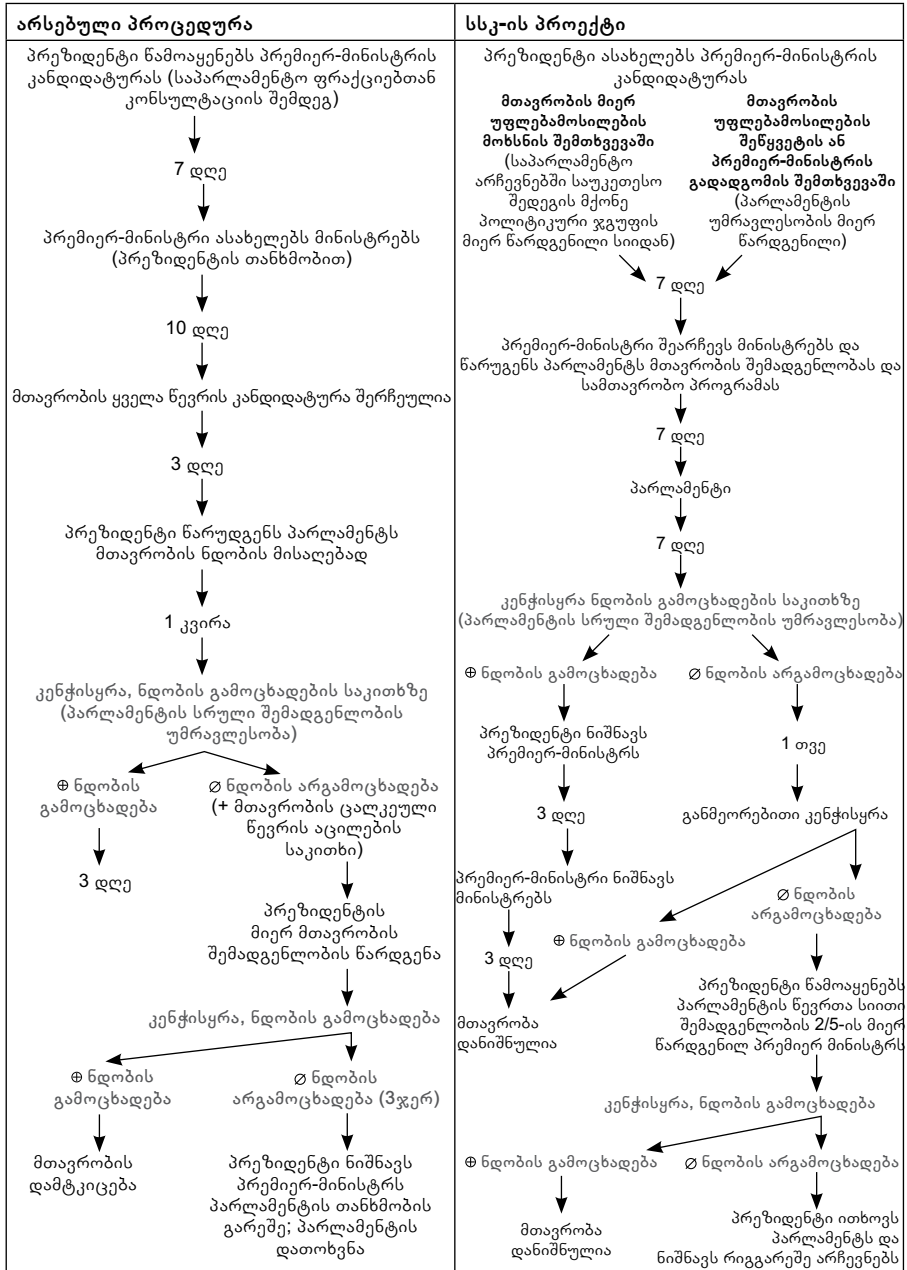 არსებული პროცედურა
პრეზიდენტი წამოაყენებს პრემიერ-მინისტრის
კანდიდატურას (საპარლამენტო ფრაქციებთან
კონსულტაციის შემდეგ)
7 დღე
პრემიერ-მინისტრი ასახელებს მინისტრებს
(პრეზიდენტის თანხმობით)
10 დღე
მთავრობის ყველა წევრის კანდიდატურა შერჩეულია
3 დღე
პრეზიდენტი წარუდგენს პარლამენტს
მთავრობის ნდობის მისაღებად
1 კვირა
კენჭისყრა, ნდობის გამოცხადების საკითხზე
(პარლამენტის სრული შემადგენლობის
უმრავლესობა)
⊕ ნდობის
გამოცხადება
3 დღე
∅ ნდობის არგამოცხადება
(+ მთავრობის ცალკეული
წევრის აცილების
საკითხი)
პრეზიდენტის
მიერ მთავრობის
შემადგენლობის წარდგენა
კენჭისყრა, ნდობის გამოცხადება
⊕ ნდობის
გამოცხადება
მთავრობის
დამტკიცება
∅ ნდობის
არგამოცხადება (3ჯერ)
პრეზიდენტი ნიშნავს
პრემიერ-მინისტრს
პარლამენტის თანხმობის
გარეშე; პარლამენტის
დათოხვნა
სსკ-ის პროექტი
პრეზიდენტი ასახელებს პრემიერ-მინისტრის
კანდიდატურას
მთავრობის მიერ
უფლებამოსილების
მოხსნის შემთხვევაში
(საპარლამენტო
არჩევნებში საუკეთესო
შედეგის მქონე
პოლიტიკური ჯგუფის
მიერ წარდგენილი სიიდან)
მთავრობის
უფლებამოსილების
შეწყვეტის ან
პრემიერ-მინისტრის
გადადგომის შემთხვევაში
(პარლამენტის
უმრავლესობის მიერ
წარდგენილი)
7 დღე
პრემიერ-მინისტრი შეარჩევს მინისტრებს და
წარუგენს პარლამენტს მთავრობის შემადგენლობას და
სამთავრობო პროგრამას
7 დღე
პარლამენტი
7 დღე
კენჭისყრა ნდობის გამოცხადების საკითხზე
(პარლამენტის სრული შემადგენლობის უმრავლესობა)
⊕ ნდობის გამოცხადება
პრეზიდენტი ნიშნავს
პრემიერ-მინისტრს
3 დღე
პრემიერ-მინისტრი ნიშნავს
მინისტრებს
3 დღე
მთავრობა
დანიშნულია
∅ ნდობის არგამოცხადება
1 თვე
განმეორებითი კენჭისყრა
⊕ ნდობის გამოცხადება
∅ ნდობის
არგამოცხადება
პრეზიდენტი წამოაყენებს
პარლამენტის წევრთა სიითი
შემადგენლობის 2/5-ის მიერ
წარდგენილ პრემიერ მინისტრს
კენჭისყრა, ნდობის გამოცხადება
⊕ ნდობის გამოცხადება
მთავრობა
დანიშნულია
∅ ნდობის არგამოცხადება
პრეზიდენტი ითხოვს
პარლამენტს და
ნიშნავს რიგგარეშე არჩევნებს